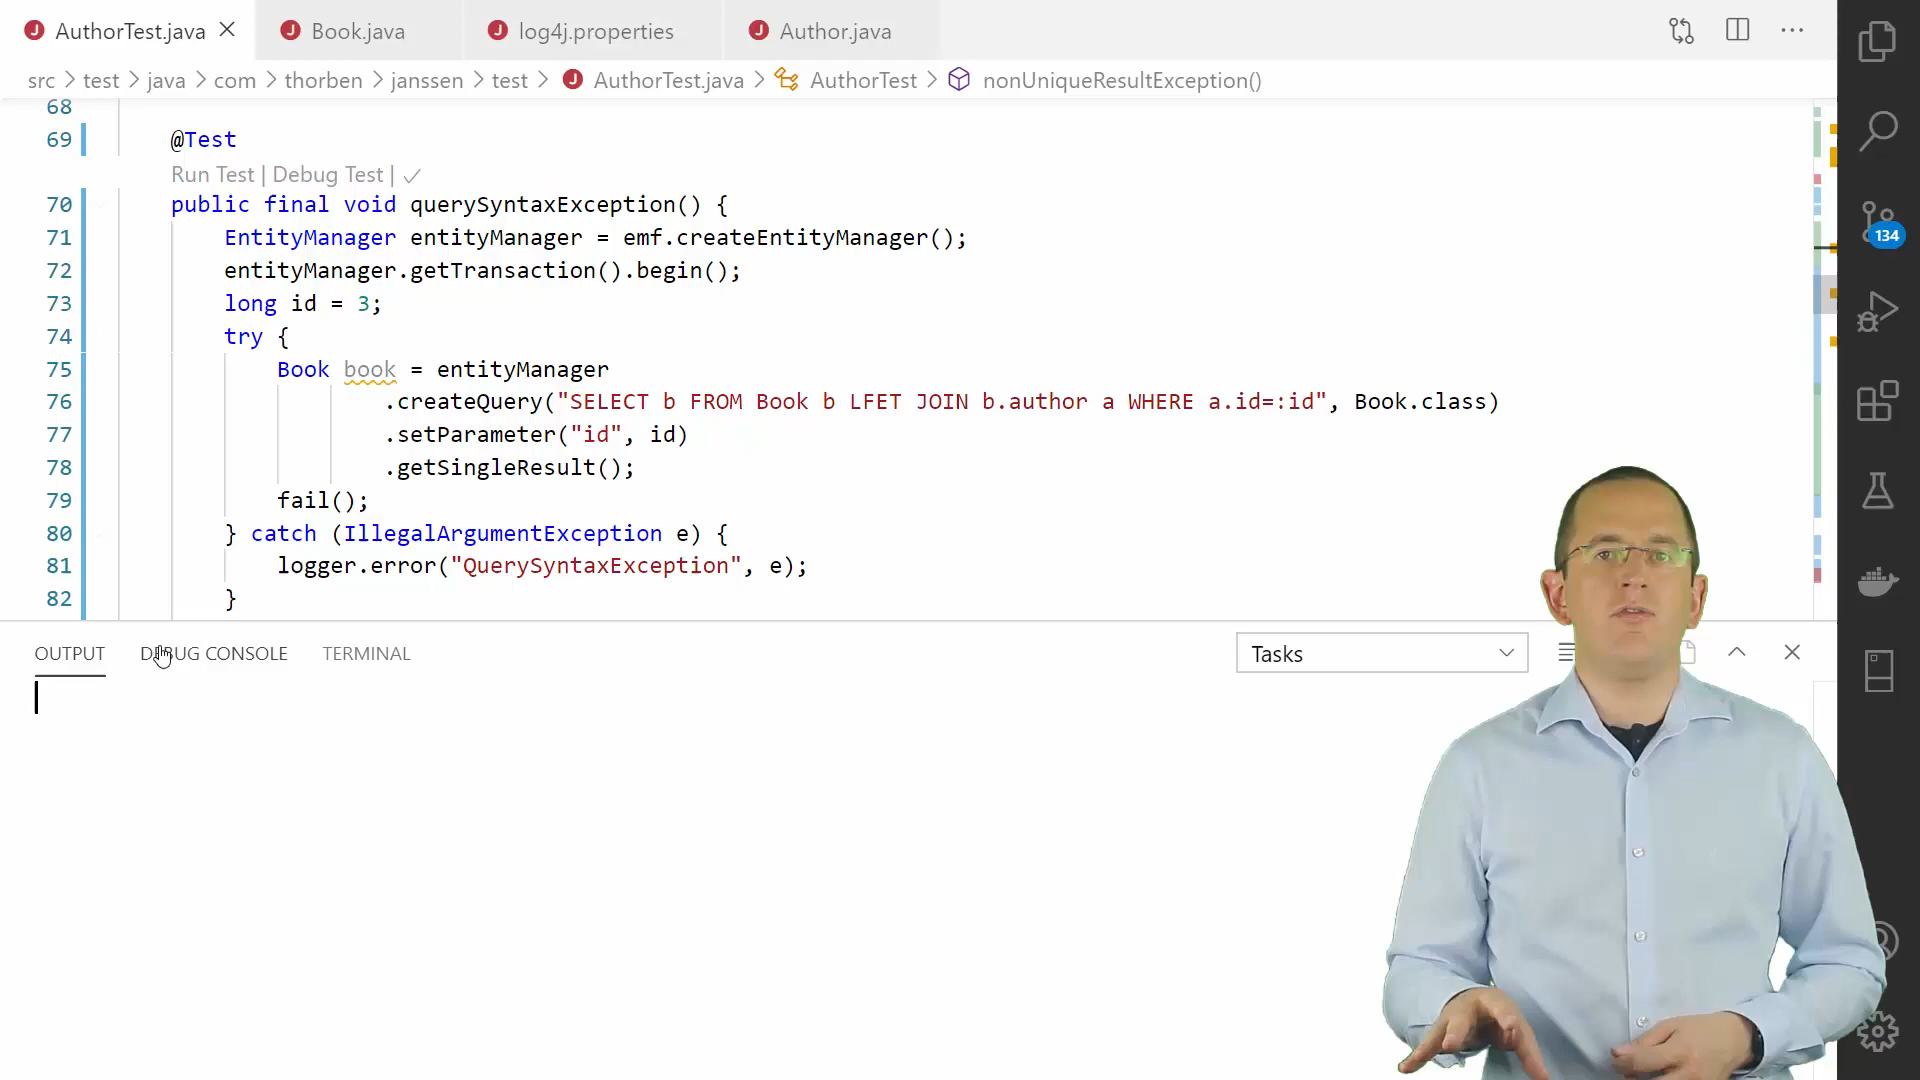 AuthorTest.java
Book.java
log4j.properties
Author.java
src > test > java > com > thorben > janssen > test > AuthorTest.java > AuthorTest > nonUniqueResultException()
68
69 @Test
Run Test | Debug Test | ✓
70 public final void querySyntaxException() {
71 EntityManager entityManager = emf.createEntityManager();
72 entityManager.getTransaction().begin();
73 long id = 3;
74 try {
75 Book book = entityManager
76 .createQuery("SELECT b FROM Book b LFET JOIN b.author a WHERE a.id=:id", Book.class)
77 .setParameter("id", id)
78 .getSingleResult();
79 fail();
80 } catch (IllegalArgumentException e) {
81 logger.error("QuerySyntaxException", e);
82 }
134
OUTPUT
DEBUG CONSOLE
TERMINAL
Tasks